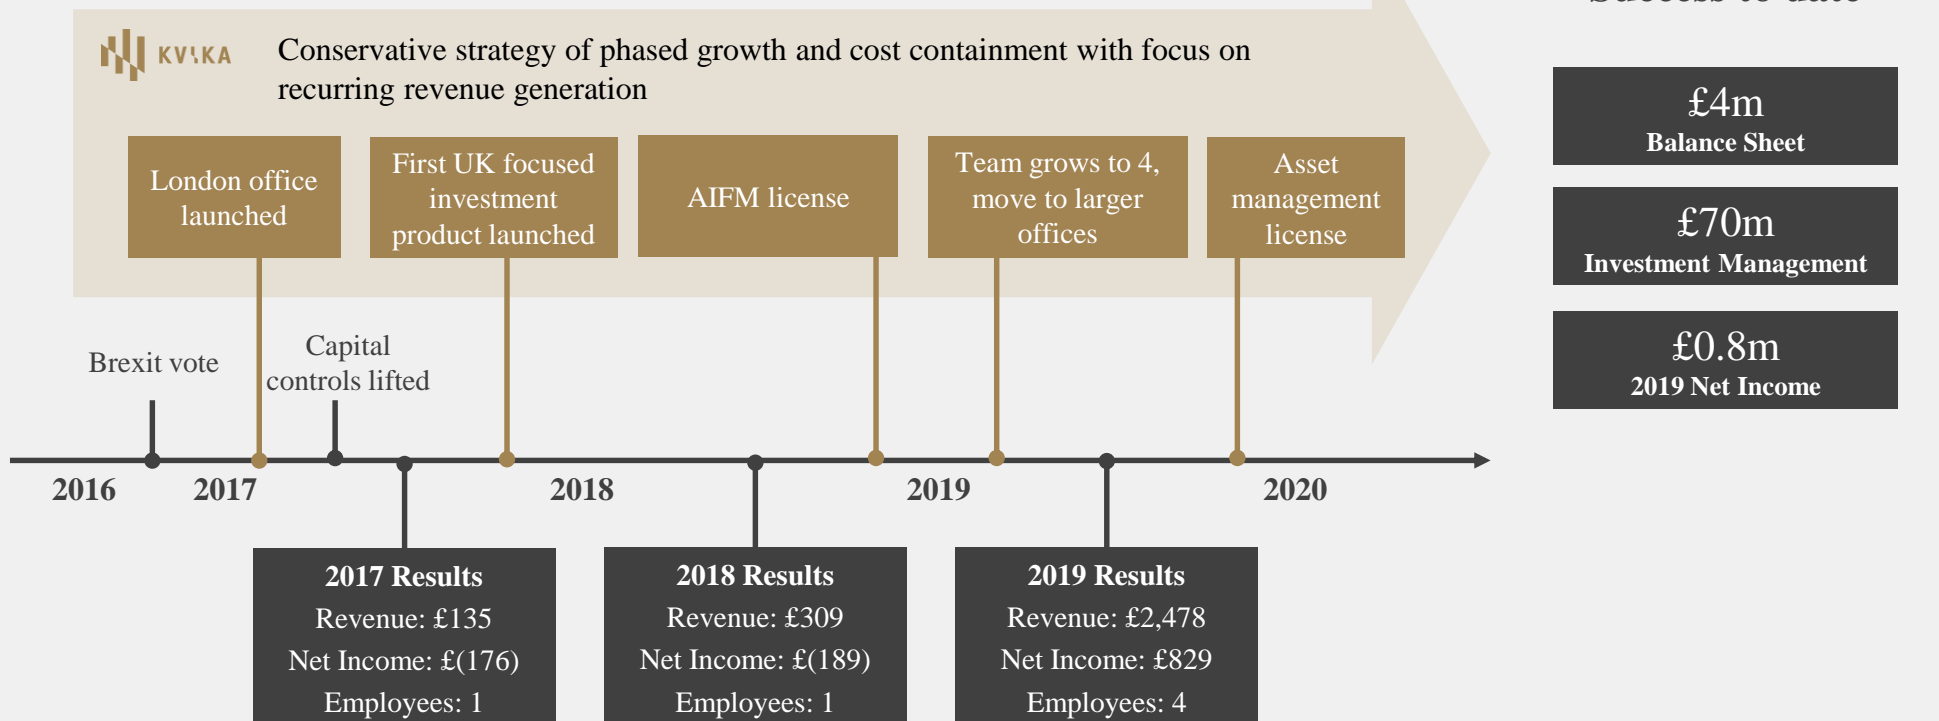 Success to date
KVIKA
Conservative strategy of phased growth and cost containment with focus on
recurring revenue generation
London office
launched
First UK focused
investment
product launched
AIFM license
Team grows to 4,
move to larger
offices
Asset
management
license
£4m
Balance Sheet
£70m
Investment Management
£0.8m
2019 Net Income
Brexit vote
Capital
controls lifted
2016
2017
2018
2019
2020
2017 Results
Revenue: £135
Net Income: £(176)
Employees: 1
2018 Results
Revenue: £309
Net Income: £(189)
Employees: 1
2019 Results
Revenue: £2,478
Net Income: £829
Employees: 4